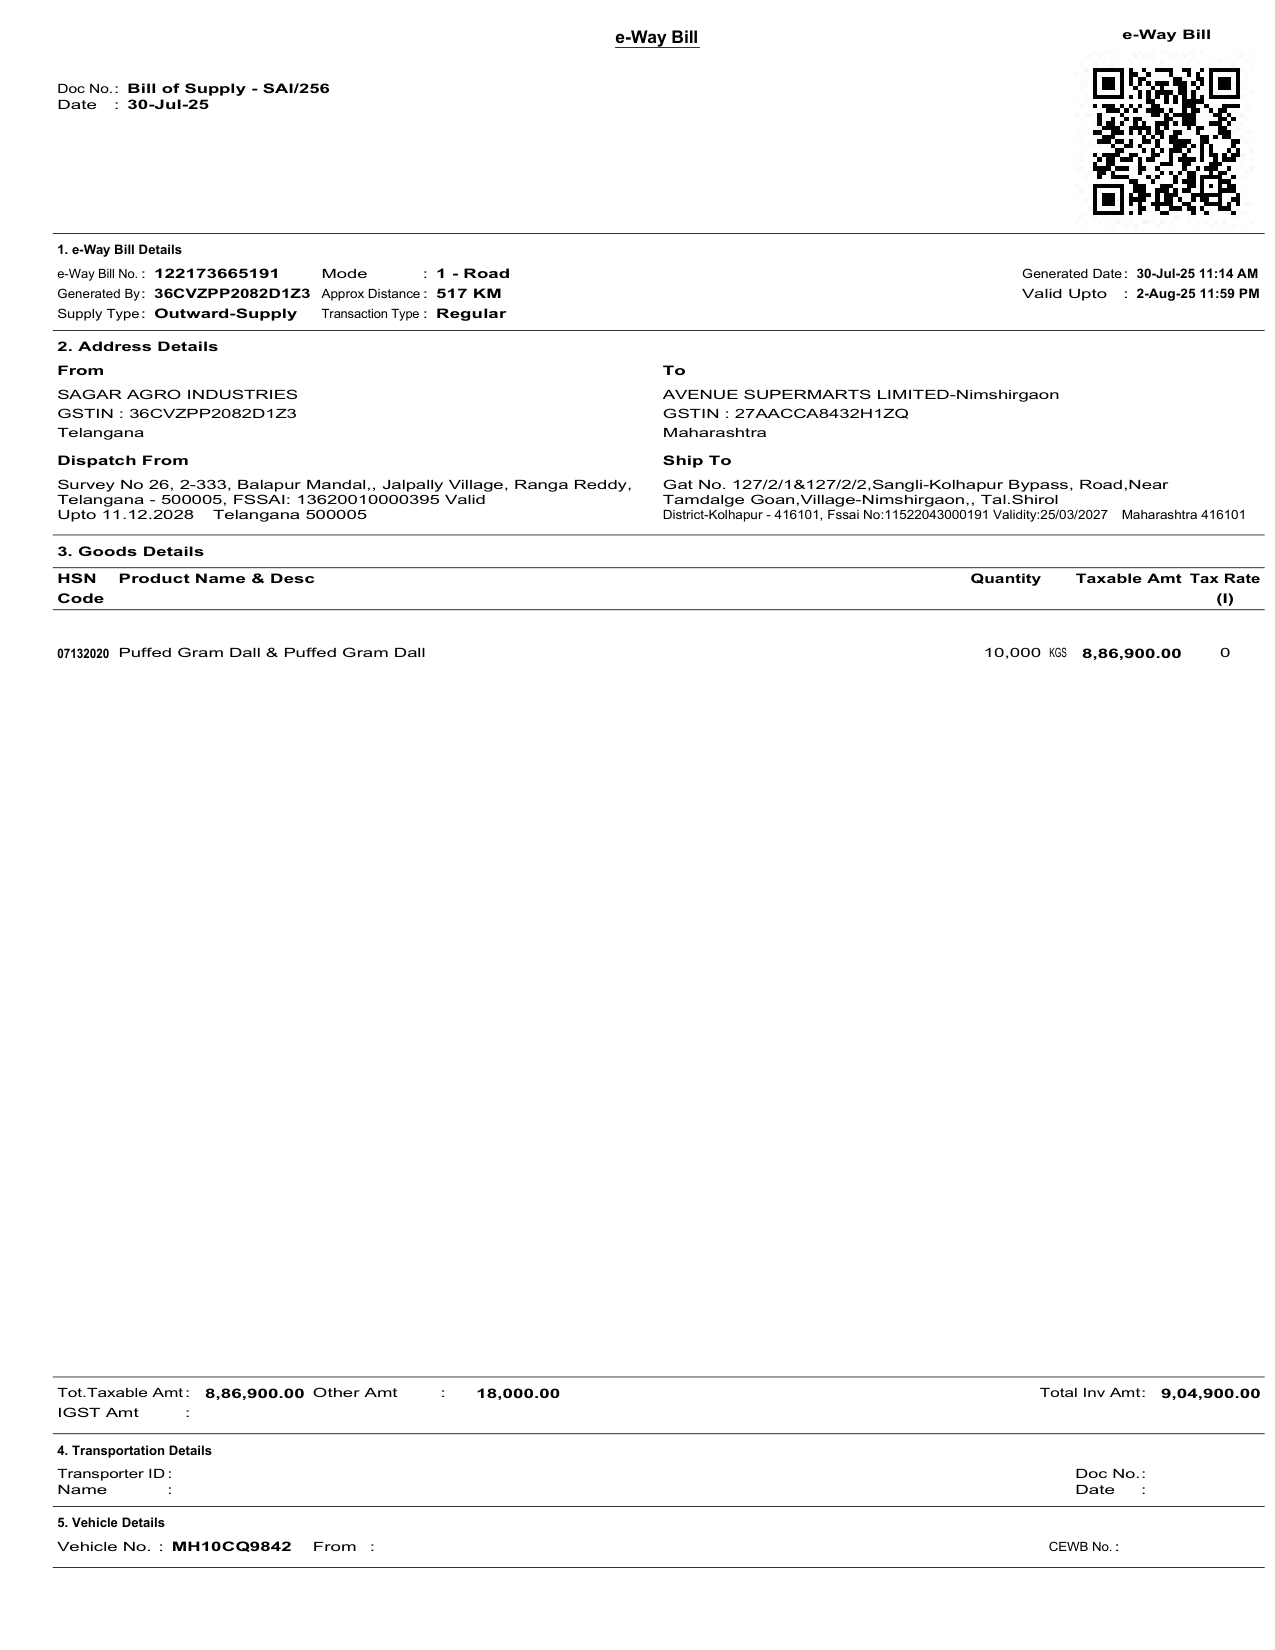 e-Way Bill
e-Way Bill
Doc No. : Bill of Supply - SAI/256
Date : 30-Jul-25
1. e-Way Bill Details
e-Way Bill No. : 122173665191 Mode : 1 - Road Generated Date : 30-Jul-25 11:14 AM
Generated By : 36CVZPP2082D1Z3 Approx Distance : 517 KM Valid Upto : 2-Aug-25 11:59 PM
Supply Type : Outward-Supply Transaction Type : Regular
2. Address Details
From
SAGAR AGRO INDUSTRIES
GSTIN : 36CVZPP2082D1Z3
Telangana
To
AVENUE SUPERMARTS LIMITED-Nimshirgaon
GSTIN : 27AACCA8432H1ZQ
Maharashtra
Dispatch From
Survey No 26, 2-333, Balapur Mandal,, Jalpally Village, Ranga Reddy,
Telangana - 500005, FSSAI: 13620010000395 Valid
Upto 11.12.2028 Telangana 500005
Ship To
Gat No. 127/2/1&127/2/2,Sangli-Kolhapur Bypass, Road,Near
Tamdalge Goan,Village-Nimshirgaon,, Tal.Shirol
District-Kolhapur - 416101, Fssai No:11522043000191 Validity:25/03/2027 Maharashtra 416101
3. Goods Details
HSN Product Name & Desc Quantity Taxable Amt Tax Rate
Code (I)
07132020 Puffed Gram Dall & Puffed Gram Dall 10,000 KGS 8,86,900.00 0
Tot.Taxable Amt : 8,86,900.00 Other Amt : 18,000.00 Total Inv Amt : 9,04,900.00
IGST Amt :
4. Transportation Details
Transporter ID : Doc No. :
Name : Date :
5. Vehicle Details
Vehicle No. : MH10CQ9842 From : CEWB No. :